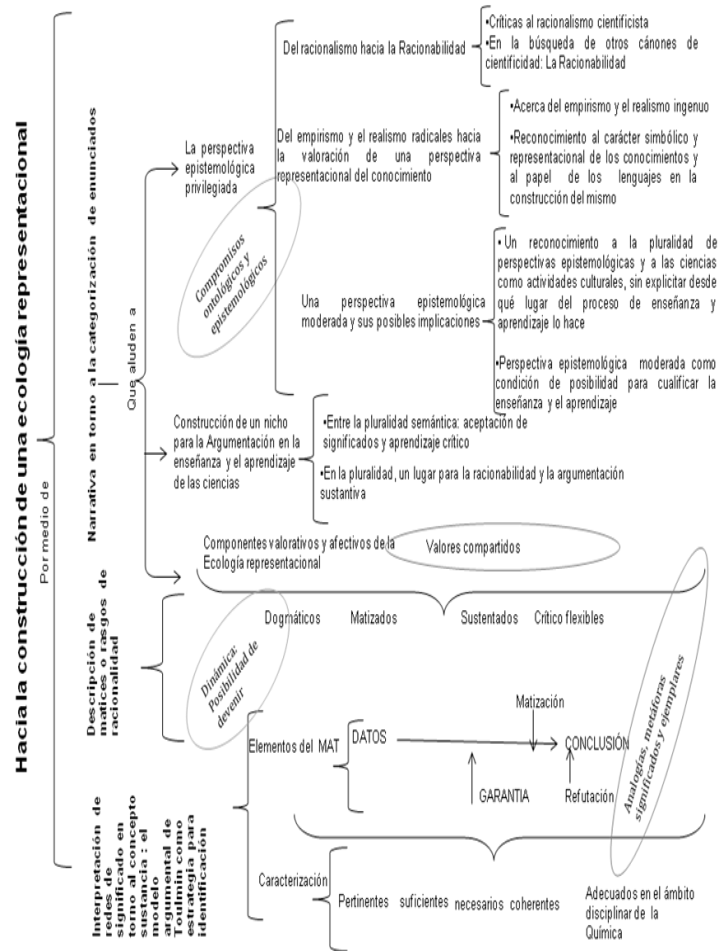 Hacia la construcción de una ecología representacional
Por medio de
Narrativa en torno a la categorización de enunciados
Que aluden a
La perspectiva
epistemológica
privilegiada
Compromisos
ontológicos y
epistemológicos
Del racionalismo hacia la Racionabilidad
•Críticas al racionalismo cientificista
•En la búsqueda de otros cánones de
cientificidad: La Racionabilidad
Del empirismo y el realismo radicales hacia
la valoración de una perspectiva
representacional del conocimiento
•Acerca del empirismo y el realismo ingenuo
•Reconocimiento al carácter simbólico y
representacional de los conocimientos y
al papel de los lenguajes en la
construcción del mismo
Una perspectiva epistemológica
moderada y sus posibles implicaciones
• Un reconocimiento a la pluralidad de
perspectivas epistemológicas y a las ciencias
como actividades culturales, sin explicitar desde
qué lugar del proceso de enseñanza y
aprendizaje lo hace
• Perspectiva epistemológica moderada como
condición de posibilidad para cualificar la
enseñanza y el aprendizaje
Construcción de un nicho
para la Argumentación en la
enseñanza y el aprendizaje
de las ciencias
•Entre la pluralidad semántica: aceptación de
significados y aprendizaje crítico
•En la pluralidad, un lugar para la racionabilidad y la argumentación
sustantiva
Componentes valorativos y afectivos de la
Ecología representacional
Valores compartidos
Descripción de
matices o rasgos de
racionalidad
Dinámica:
Posibilidad de
devenir
Dogmáticos Matizados Sustentados Crítico flexibles
Interpretación de
redes de
significado en
torno al concepto
sustancia : el
modelo
argumental de
Toulmin como
estrategia para
identificación
Elementos del MAT
DATOS
Matización
CONCLUSIÓN
GARANTIA
Refutación
Analogías, metáforas
significados y ejemplares
Caracterización
Pertinentes suficientes necesarios coherentes
Adecuados en el ámbito
disciplinar de la
Química